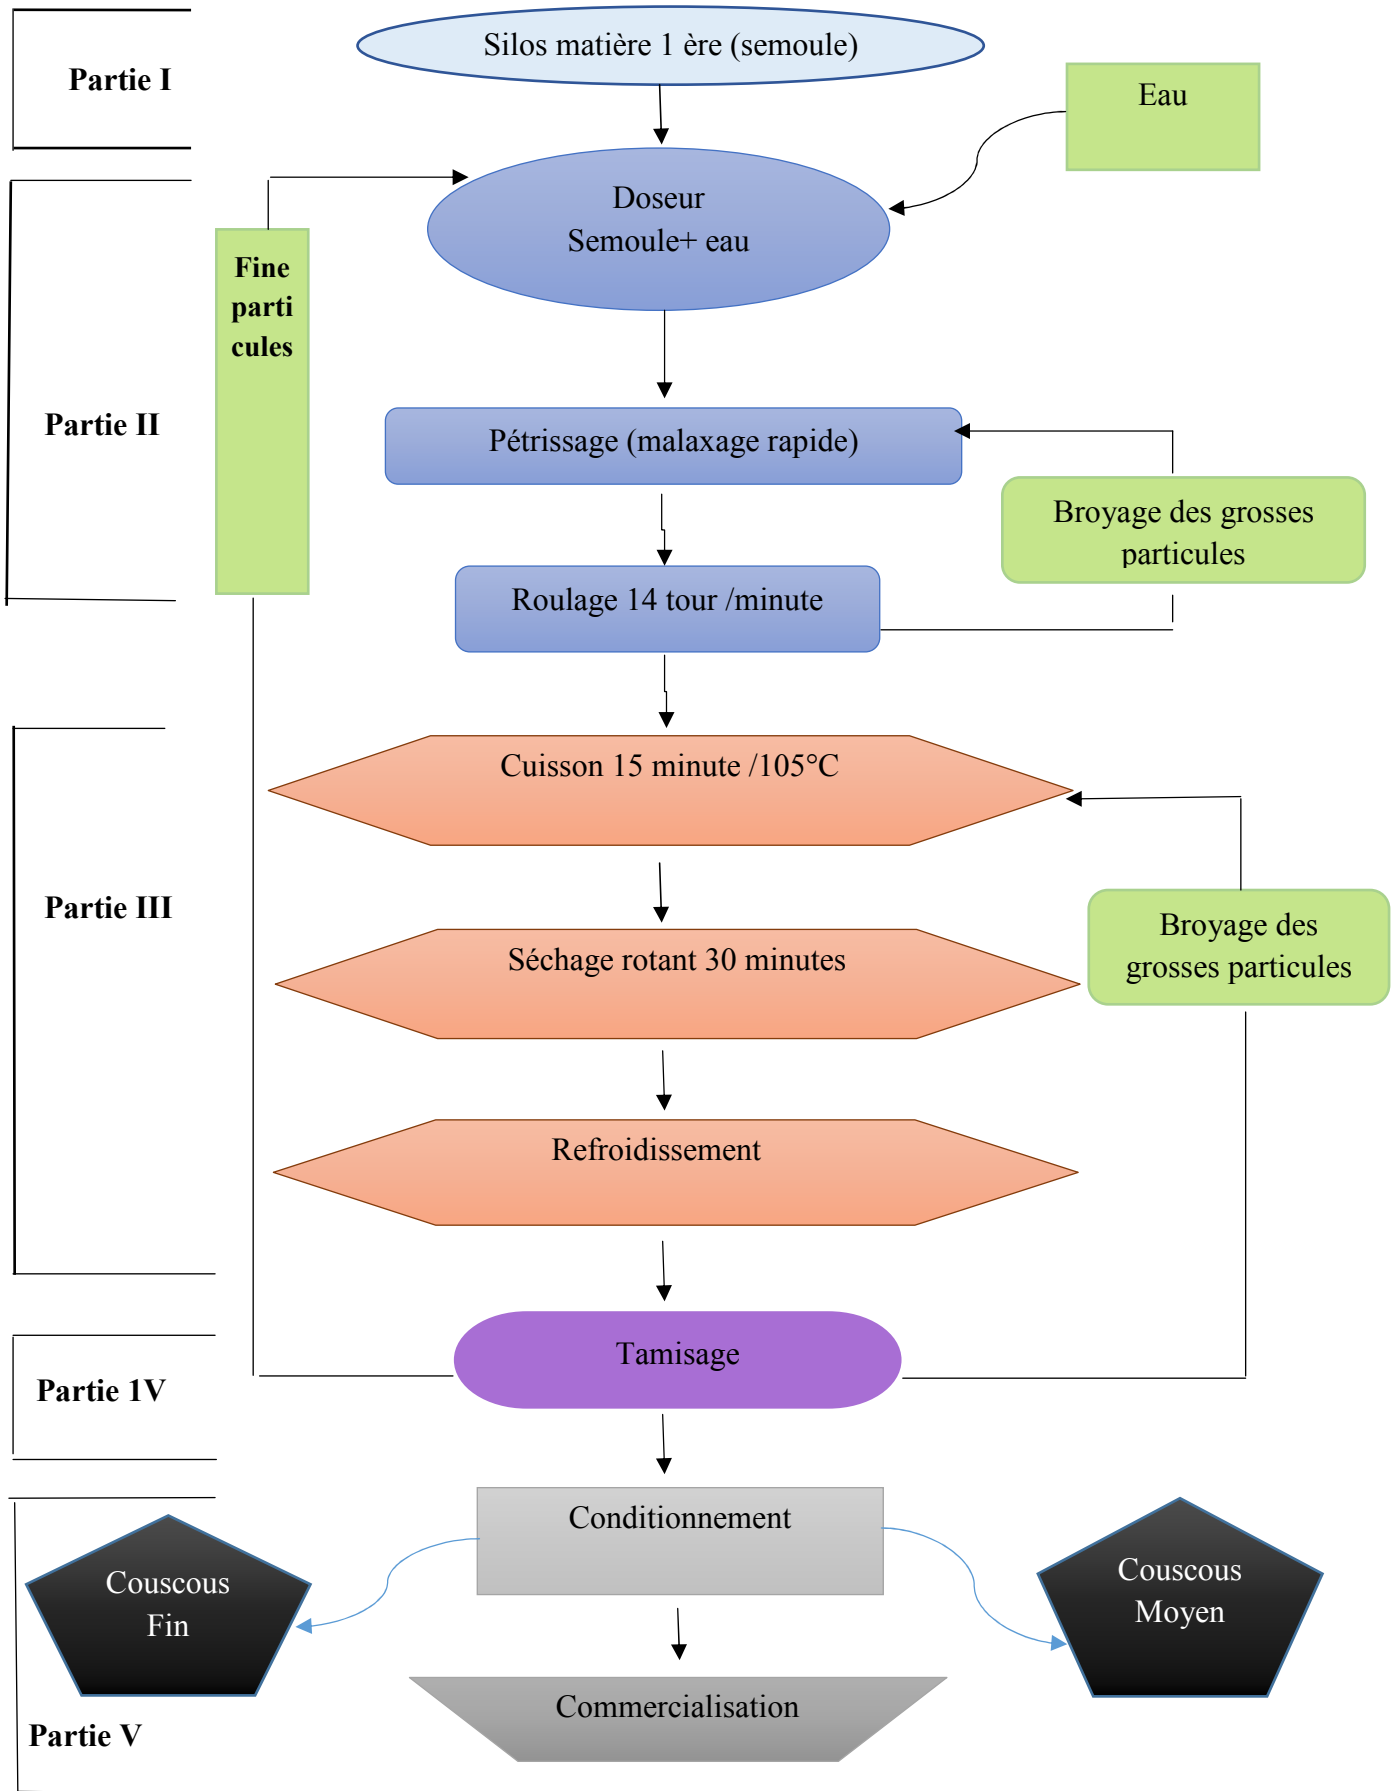 Silos matière 1 ère (semoule)
Partie I
Eau
Doseur
Semoule+ eau
Fine
parti
cules
Partie II
Pétrissage (malaxage rapide)
Broyage des grosses
particules
Roulage 14 tour /minute
Cuisson 15 minute /105°C
Partie III
Broyage des
grosses particules
Séchage rotant 30 minutes
Refroidissement
Tamisage
Partie 1V
Conditionnement
Couscous
Fin
Couscous
Moyen
Commercialisation
Partie V